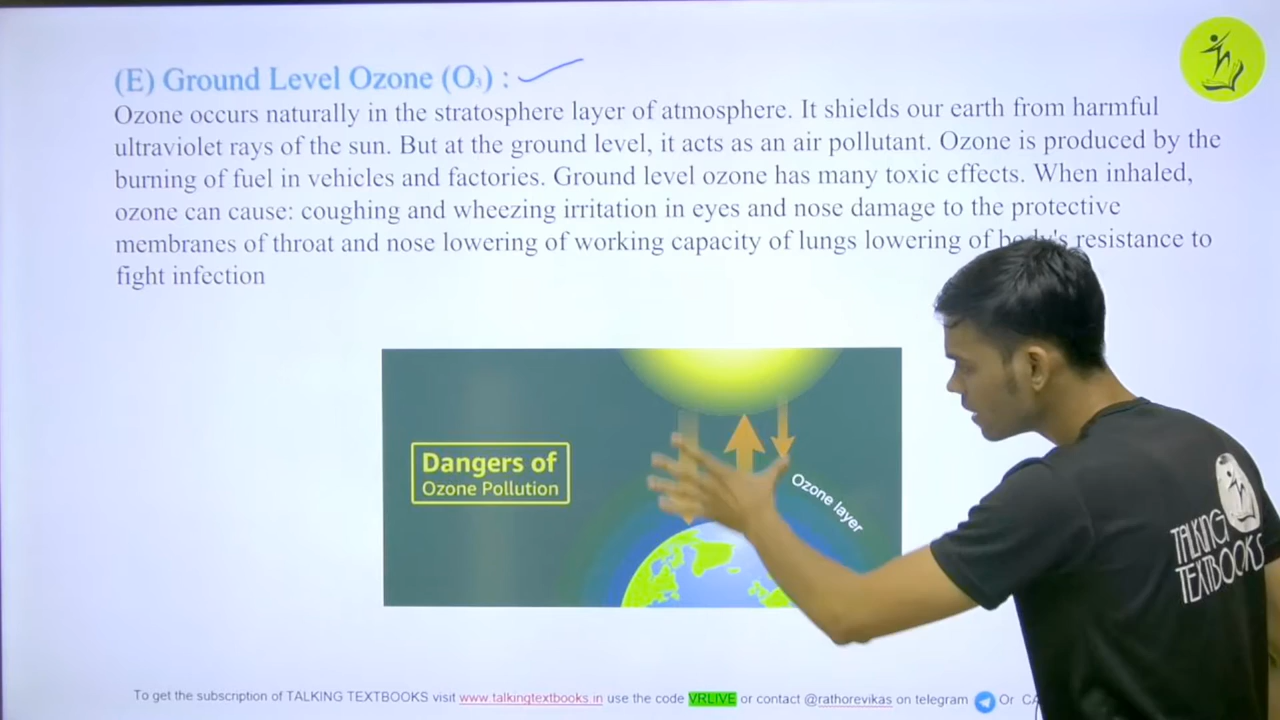 (E) Ground Level Ozone (O₃) :
Ozone occurs naturally in the stratosphere layer of atmosphere. It shields our earth from harmful
ultraviolet rays of the sun. But at the ground level, it acts as an air pollutant. Ozone is produced by the
burning of fuel in vehicles and factories. Ground level ozone has many toxic effects. When inhaled,
ozone can cause: coughing and wheezing irritation in eyes and nose damage to the protective
membranes of throat and nose lowering of working capacity of lungs lowering of body's resistance to
fight infection
Dangers of
Ozone Pollution
Ozone layer
TALKING
TEXTBOOKS
To get the subscription of TALKING TEXTBOOKS visit www.talkingtextbooks.in use the code VRLIVE or contact @rathorevikas on telegram Or